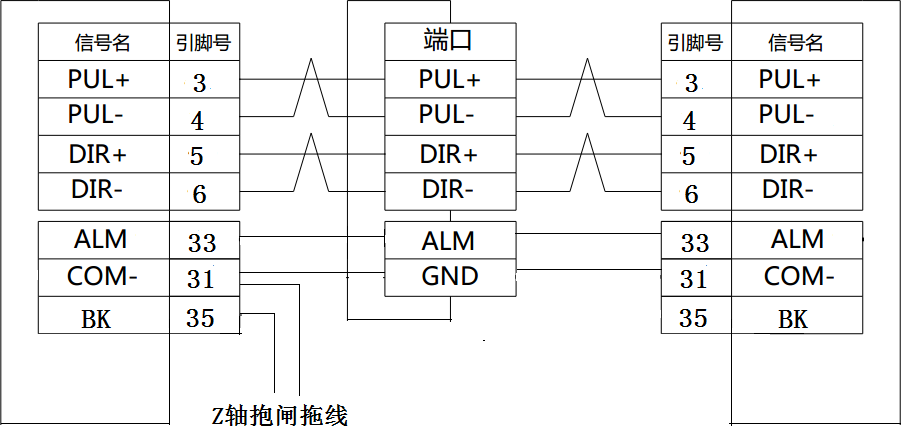 信号名 引脚号 端口 引脚号 信号名
PUL+ 3 PUL+ 3 PUL+
PUL- 4 PUL- 4 PUL-
DIR+ 5 DIR+ 5 DIR+
DIR- 6 DIR- 6 DIR-
ALM 33 ALM 33 ALM
COM- 31 GND 31 COM-
BK 35 35 BK
Z轴抱闸拖线